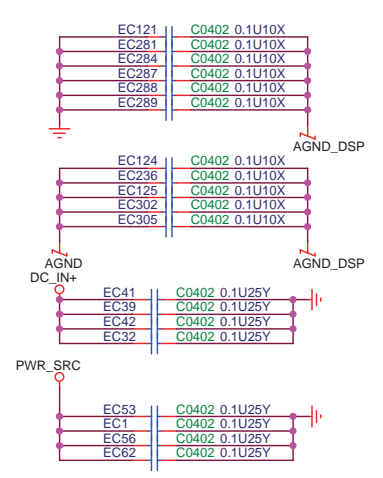 EC121 C0402 0.1U10X
EC281 C0402 0.1U10X
EC284 C0402 0.1U10X
EC287 C0402 0.1U10X
EC288 C0402 0.1U10X
EC289 C0402 0.1U10X
AGND_DSP
EC124 C0402 0.1U10X
EC236 C0402 0.1U10X
EC125 C0402 0.1U10X
EC302 C0402 0.1U10X
EC305 C0402 0.1U10X
AGND AGND_DSP
DC_IN+
EC41 C0402 0.1U25Y
EC39 C0402 0.1U25Y
EC42 C0402 0.1U25Y
EC32 C0402 0.1U25Y
PWR_SRC
EC53 C0402 0.1U25Y
EC1 C0402 0.1U25Y
EC56 C0402 0.1U25Y
EC62 C0402 0.1U25Y